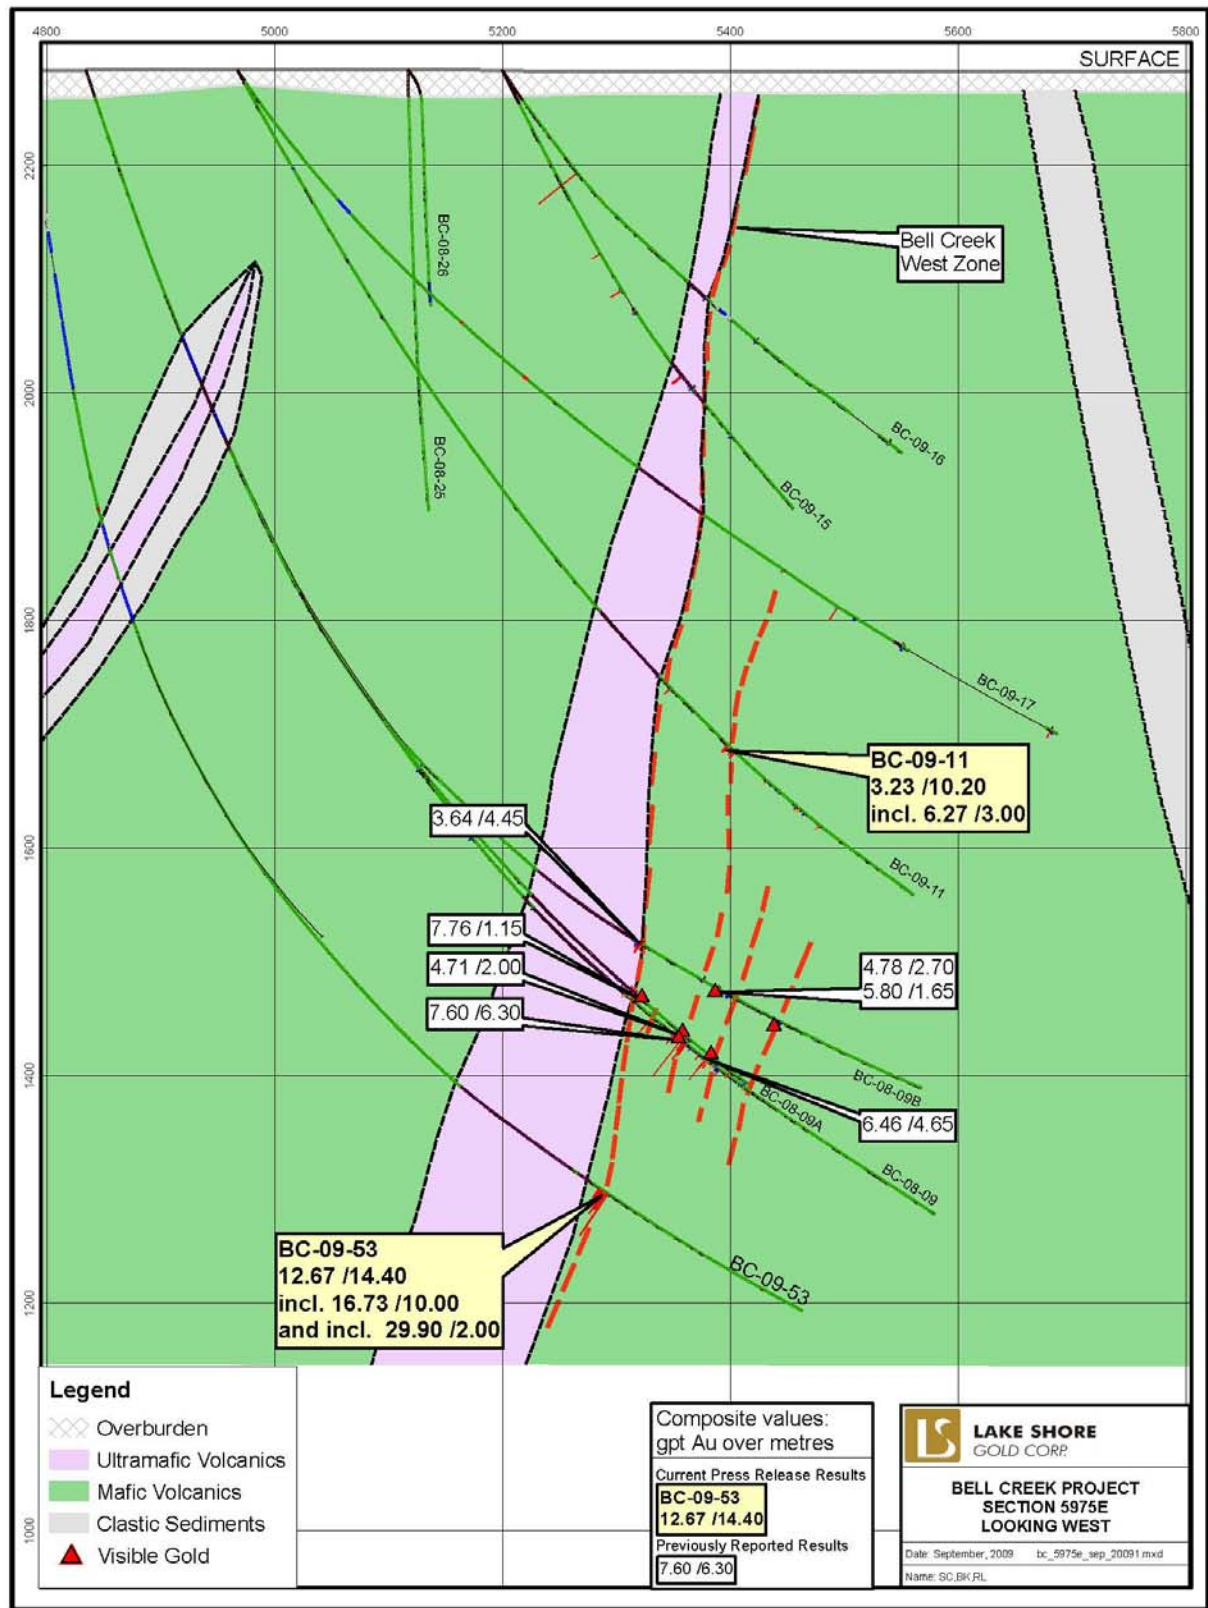 4800 5000 5200 5400 5600 5800
SURFACE
2200
2000
1800
1600
1400
1200
1000
BC-08-26
BC-08-25
Bell Creek
West Zone
BC-09-16
BC-09-15
BC-09-17
BC-09-11
3.23 /10.20
incl. 6.27 /3.00
BC-09-11
3.64 /4.45
7.76 /1.15
4.71 /2.00
7.60 /6.30
4.78 /2.70
5.80 /1.65
BC-08-09B
BC-08-09A
6.46 /4.65
BC-08-09
BC-09-53
12.67 /14.40
incl. 16.73 /10.00
and incl. 29.90 /2.00
BC-09-53
Legend
Overburden
Ultramafic Volcanics
Mafic Volcanics
Clastic Sediments
Visible Gold
Composite values:
gpt Au over metres
Current Press Release Results
BC-09-53
12.67 /14.40
Previously Reported Results
7.60 /6.30
LS
LAKE SHORE
GOLD CORP.
BELL CREEK PROJECT
SECTION 5975E
LOOKING WEST
Date: September, 2009 bc_5975e_sep_20091.mxd
Name: SC,BK,RL